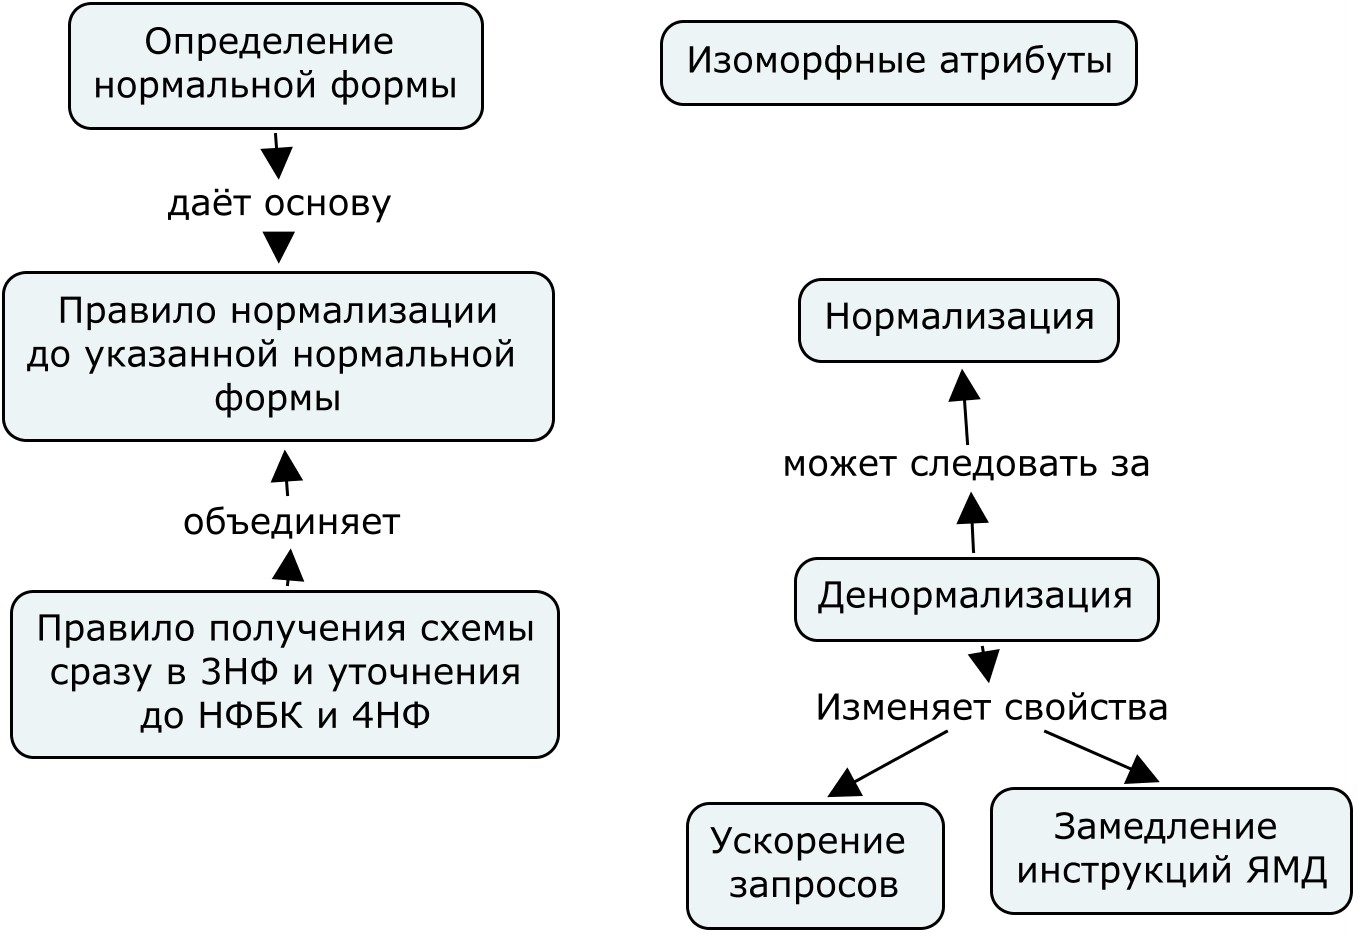 Определение
нормальной формы
даёт основу
Правило нормализации
до указанной нормальной
формы
объединяет
Правило получения схемы
сразу в 3НФ и уточнения
до НФБК и 4НФ
Изоморфные атрибуты
Нормализация
может следовать за
Денормализация
Изменяет свойства
Ускорение
запросов
Замедление
инструкций ЯМД